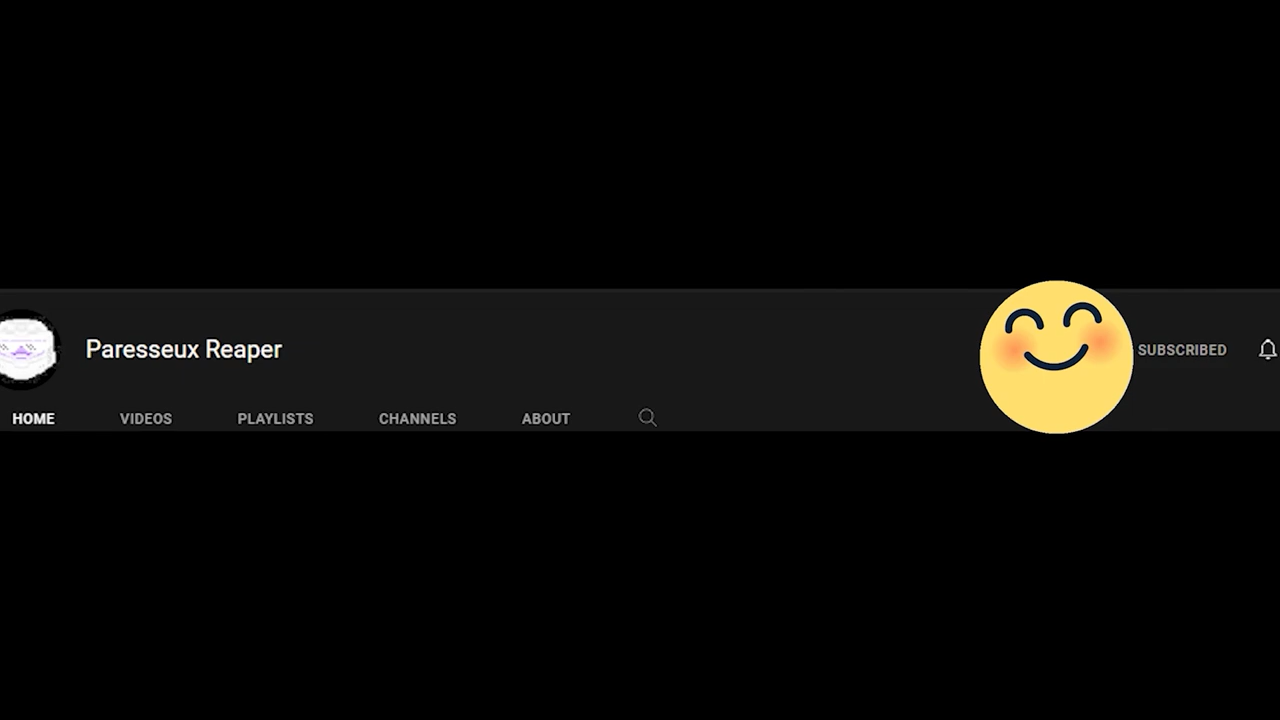 Paresseux Reaper
SUBSCRIBED
HOME VIDEOS PLAYLISTS CHANNELS ABOUT